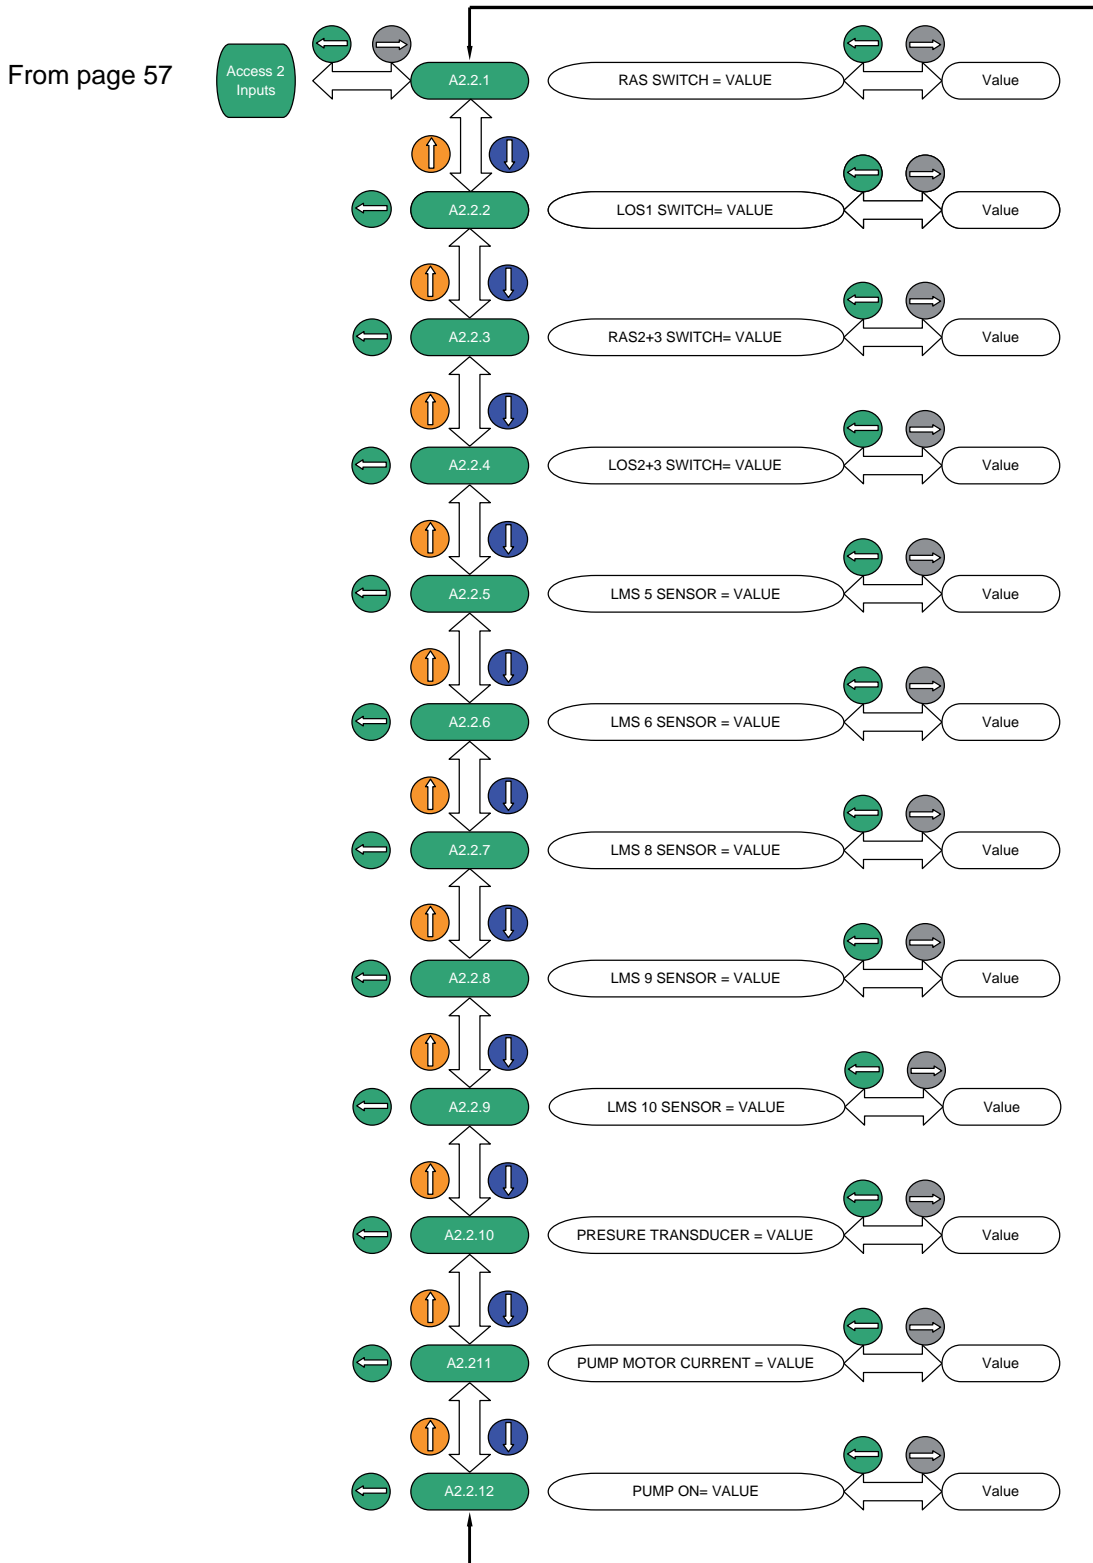 From page 57
Access 2
Inputs
A2.2.1
RAS SWITCH = VALUE
Value
A2.2.2
LOS1 SWITCH= VALUE
Value
A2.2.3
RAS2+3 SWITCH= VALUE
Value
A2.2.4
LOS2+3 SWITCH= VALUE
Value
A2.2.5
LMS 5 SENSOR = VALUE
Value
A2.2.6
LMS 6 SENSOR = VALUE
Value
A2.2.7
LMS 8 SENSOR = VALUE
Value
A2.2.8
LMS 9 SENSOR = VALUE
Value
A2.2.9
LMS 10 SENSOR = VALUE
Value
A2.2.10
PRESURE TRANSDUCER = VALUE
Value
A2.211
PUMP MOTOR CURRENT = VALUE
Value
A2.2.12
PUMP ON= VALUE
Value